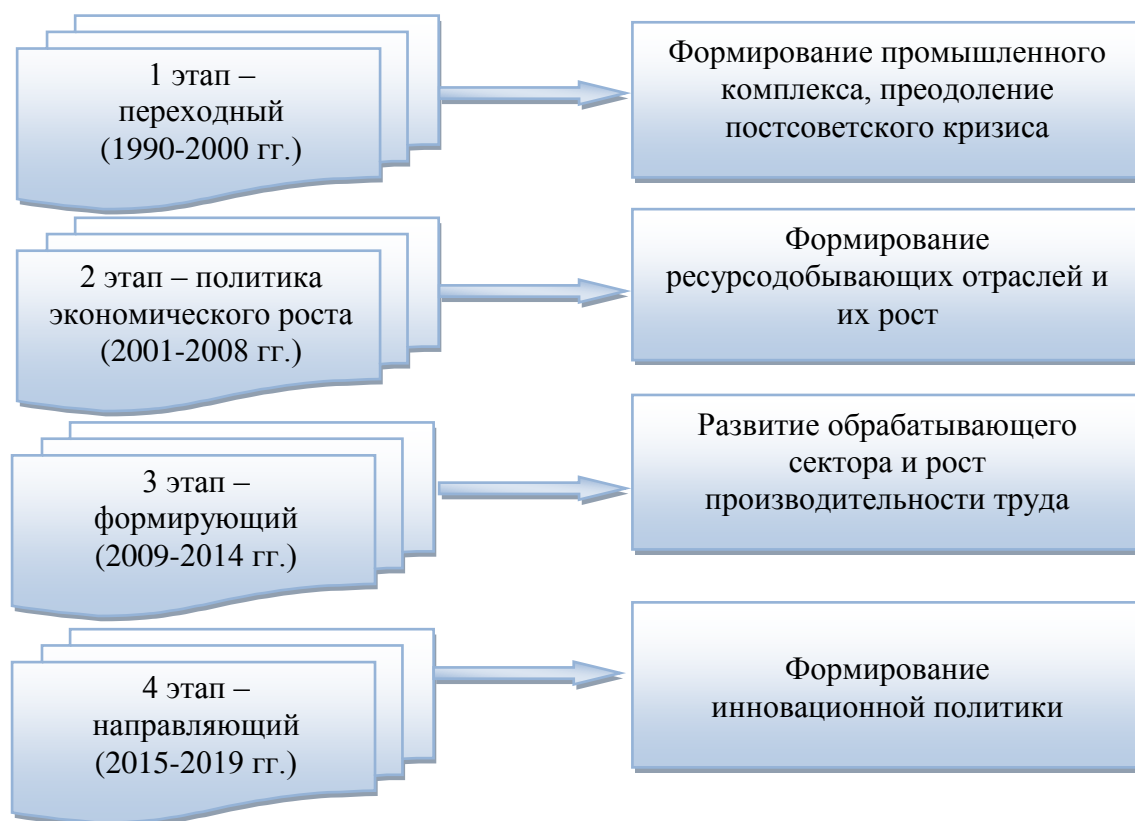 1 этап –
переходный
(1990-2000 гг.)
Формирование промышленного
комплекса, преодоление
постсоветского кризиса
2 этап – политика
экономического роста
(2001-2008 гг.)
Формирование
ресурсодобывающих отраслей и
их рост
3 этап –
формирующий
(2009-2014 гг.)
Развитие обрабатывающего
сектора и рост
производительности труда
4 этап –
направляющий
(2015-2019 гг.)
Формирование
инновационной политики